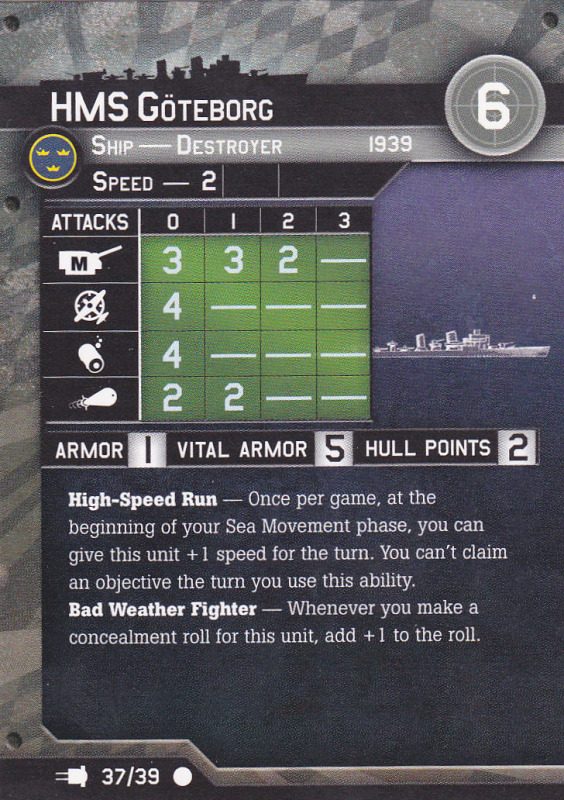 HMS Göteborg
6
Ship — Destroyer 1939
Speed — 2
ATTACKS 0 1 2 3
M 3 3 2 —
4 — — —
4 — — —
2 2 — —
ARMOR 1 VITAL ARMOR 5 HULL POINTS 2
High-Speed Run — Once per game, at the
beginning of your Sea Movement phase, you can
give this unit +1 speed for the turn. You can't claim
an objective the turn you use this ability.
Bad Weather Fighter — Whenever you make a
concealment roll for this unit, add +1 to the roll.
37/39